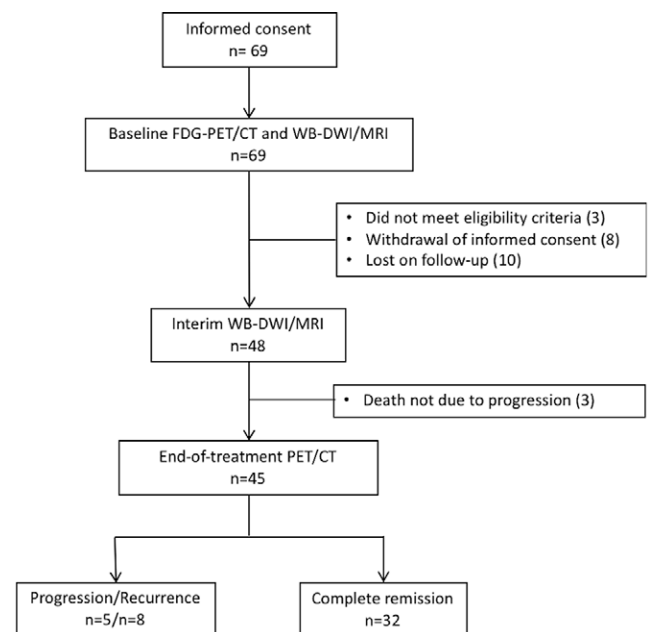 Informed consent
n= 69
Baseline FDG-PET/CT and WB-DWI/MRI
n=69
• Did not meet eligibility criteria (3)
• Withdrawal of informed consent (8)
• Lost on follow-up (10)
Interim WB-DWI/MRI
n=48
• Death not due to progression (3)
End-of-treatment PET/CT
n=45
Progression/Recurrence
n=5/n=8
Complete remission
n=32